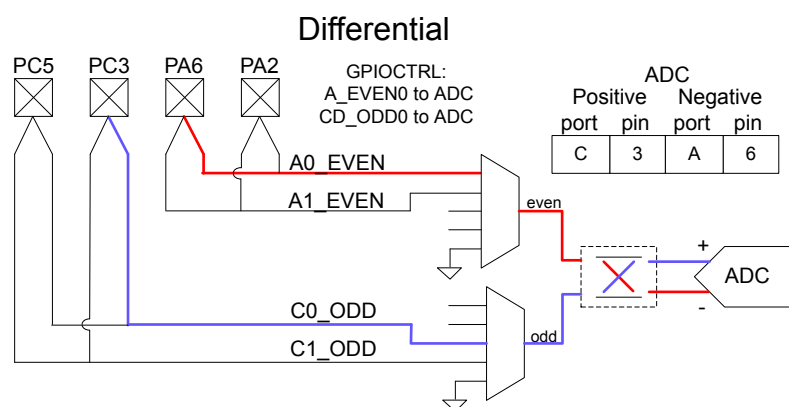 Differential
PC5 PC3 PA6 PA2
GPIOCTRL:
A_EVEN0 to ADC
CD_ODD0 to ADC
ADC
Positive Negative
port pin port pin
C 3 A 6
A0_EVEN
A1_EVEN
even
+
ADC
-
C0_ODD
odd
C1_ODD